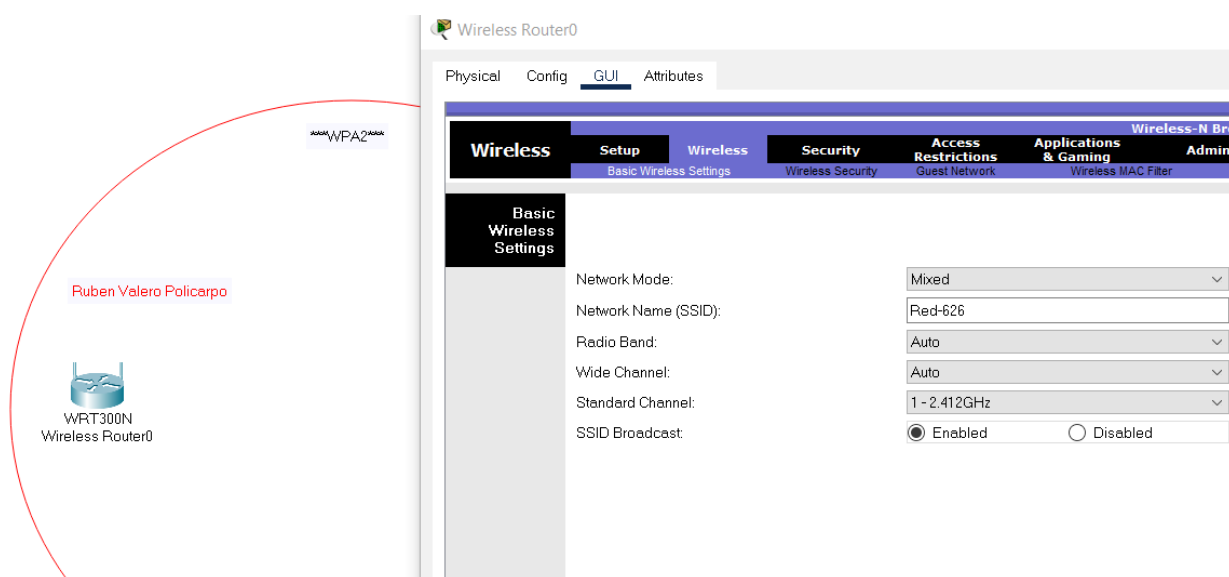 Wireless Router0
Physical Config GUI Attributes
***WPA2***
Ruben Valero Policarpo
WRT300N
Wireless Router0
Wireless-N Br
Wireless
Setup Wireless Security Access Restrictions Applications & Gaming Admin
Basic Wireless Settings Wireless Security Guest Network Wireless MAC Filter
Basic
Wireless
Settings
Network Mode: Mixed
Network Name (SSID): Red-626
Radio Band: Auto
Wide Channel: Auto
Standard Channel: 1 - 2.412GHz
SSID Broadcast: Enabled Disabled